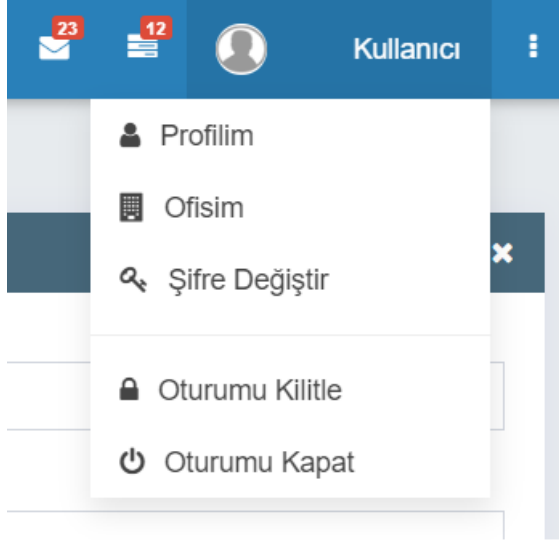 23
12
Kullanıcı
Profilim
Ofisim
Şifre Değiştir
Oturumu Kilitle
Oturumu Kapat